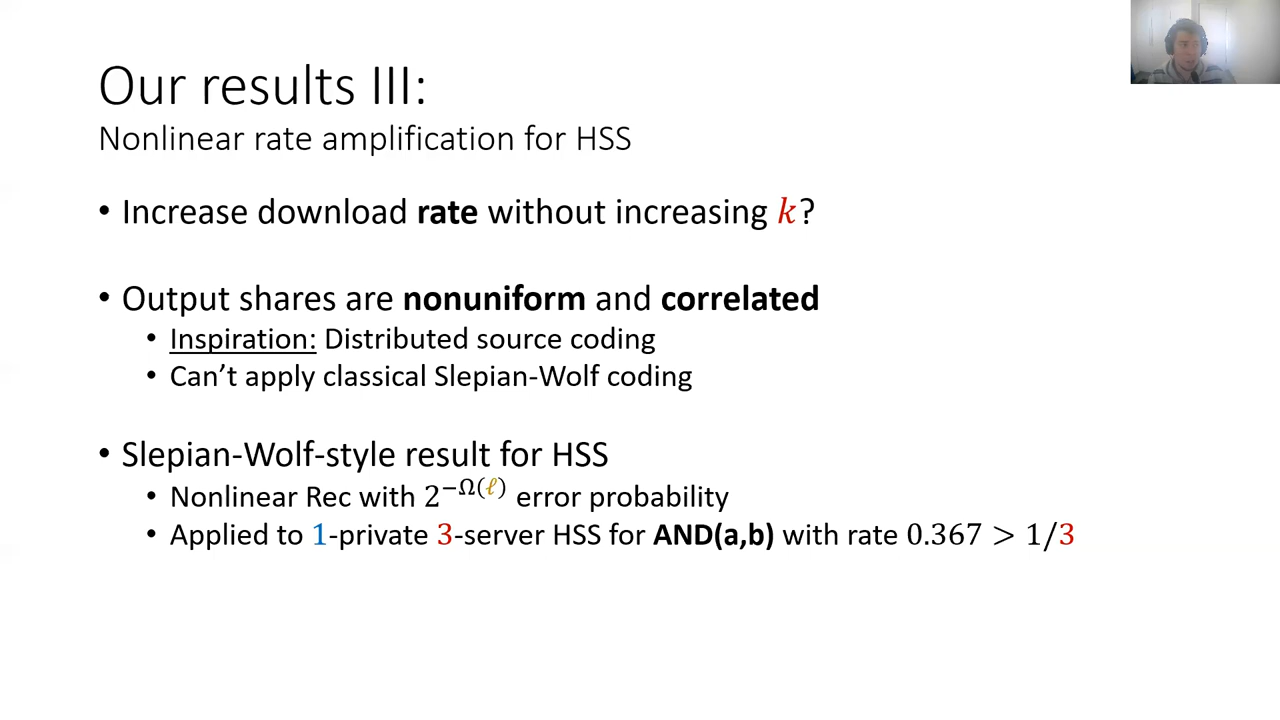 Our results III:
Nonlinear rate amplification for HSS
• Increase download rate without increasing k?
• Output shares are nonuniform and correlated
• Inspiration: Distributed source coding
• Can't apply classical Slepian-Wolf coding
• Slepian-Wolf-style result for HSS
• Nonlinear Rec with 2^{−Ω(ℓ)} error probability
• Applied to 1-private 3-server HSS for AND(a,b) with rate 0.367 > 1/3